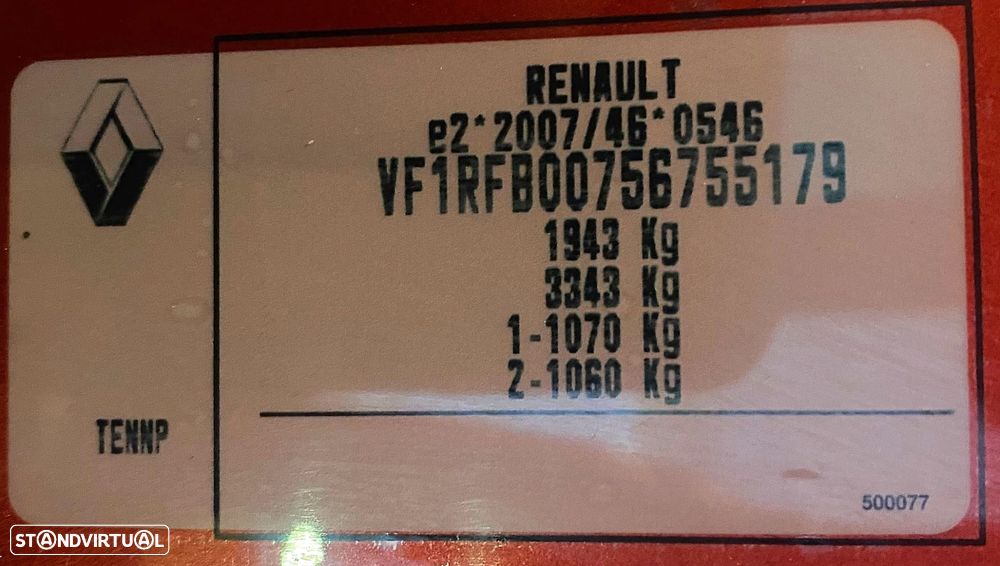 RENAULT
e2*2007/46*0546
VF1RFB00756755179
1943 Kg
3343 Kg
1-1070 Kg
2-1060 Kg
TENNP
500077
STANDVIRTUAL